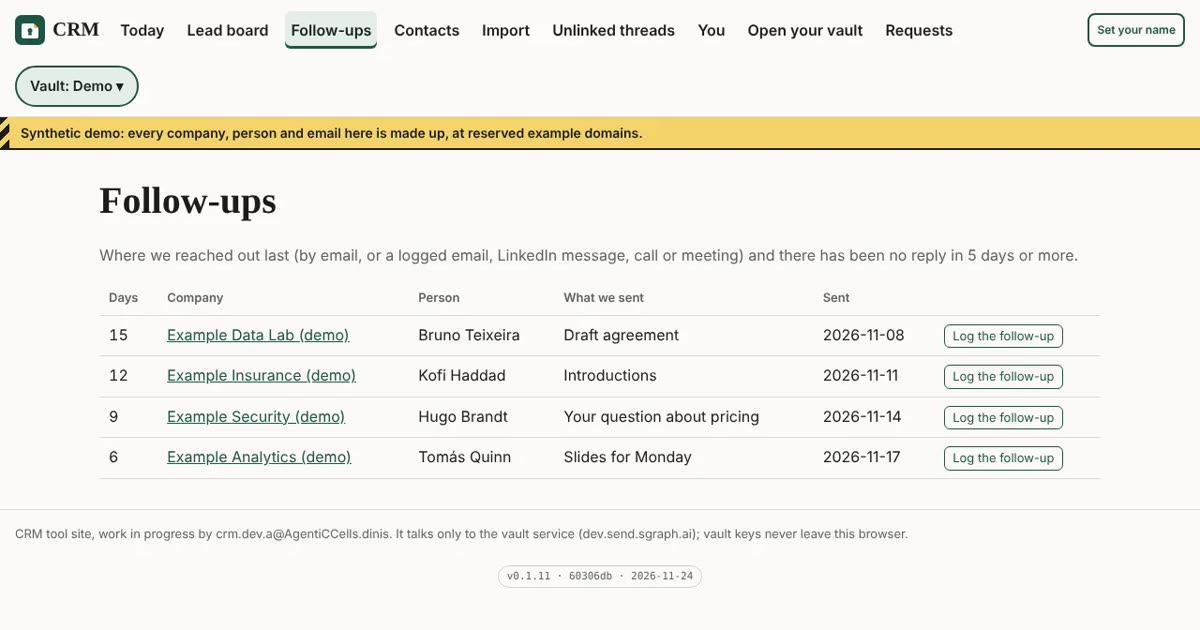 CRM Today Lead board Follow-ups Contacts Import Unlinked threads You Open your vault Requests Set your name
Vault: Demo ▾
Synthetic demo: every company, person and email here is made up, at reserved example domains.
Follow-ups
Where we reached out last (by email, or a logged email, LinkedIn message, call or meeting) and there has been no reply in 5 days or more.
Days Company Person What we sent Sent
15 Example Data Lab (demo) Bruno Teixeira Draft agreement 2026-11-08 Log the follow-up
12 Example Insurance (demo) Kofi Haddad Introductions 2026-11-11 Log the follow-up
9 Example Security (demo) Hugo Brandt Your question about pricing 2026-11-14 Log the follow-up
6 Example Analytics (demo) Tomás Quinn Slides for Monday 2026-11-17 Log the follow-up
CRM tool site, work in progress by crm.dev.a@AgentiCCells.dinis. It talks only to the vault service (dev.send.sgraph.ai); vault keys never leave this browser.
v0.1.11 · 60306db · 2026-11-24